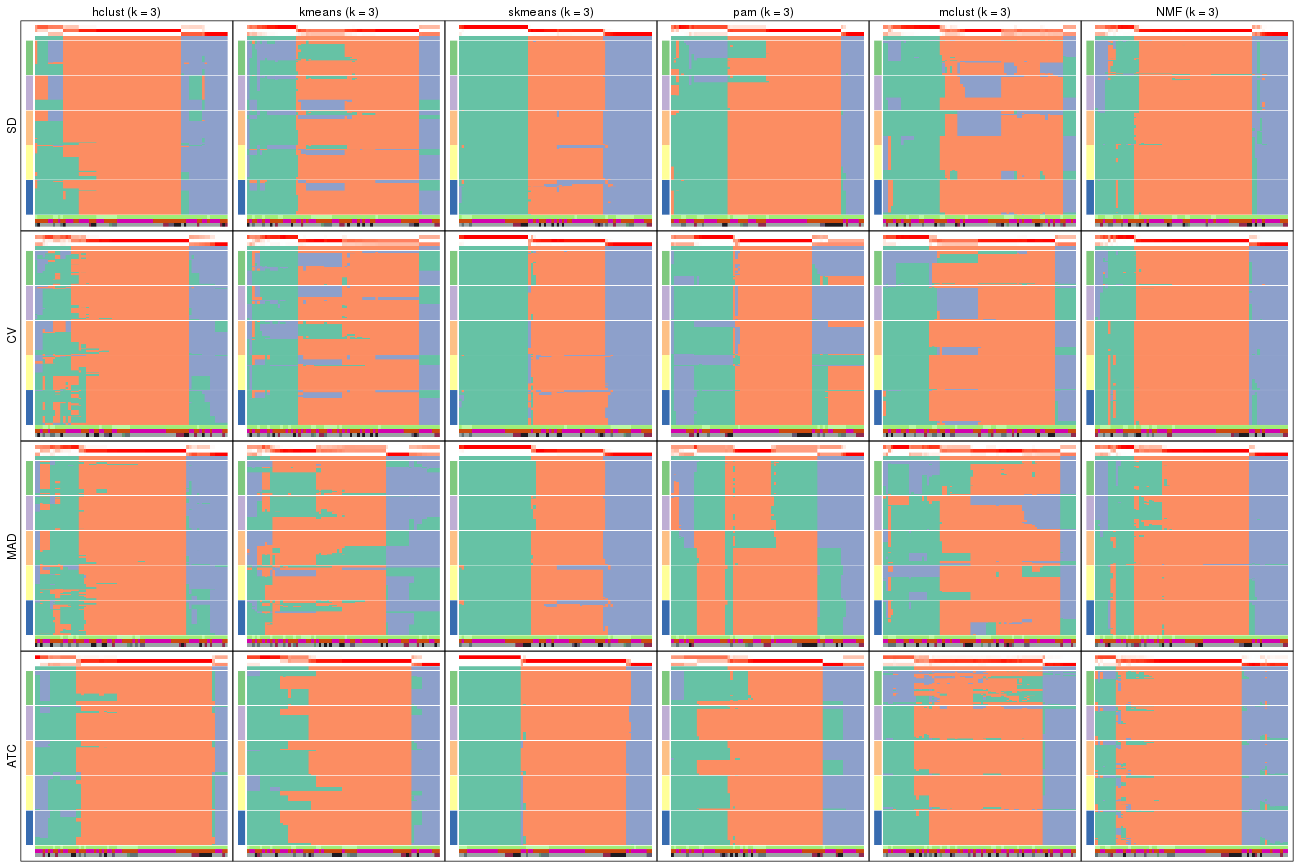 hclust (k = 3) kmeans (k = 3) skmeans (k = 3) pam (k = 3) mclust (k = 3) NMF (k = 3)
SD
CV
MAD
ATC